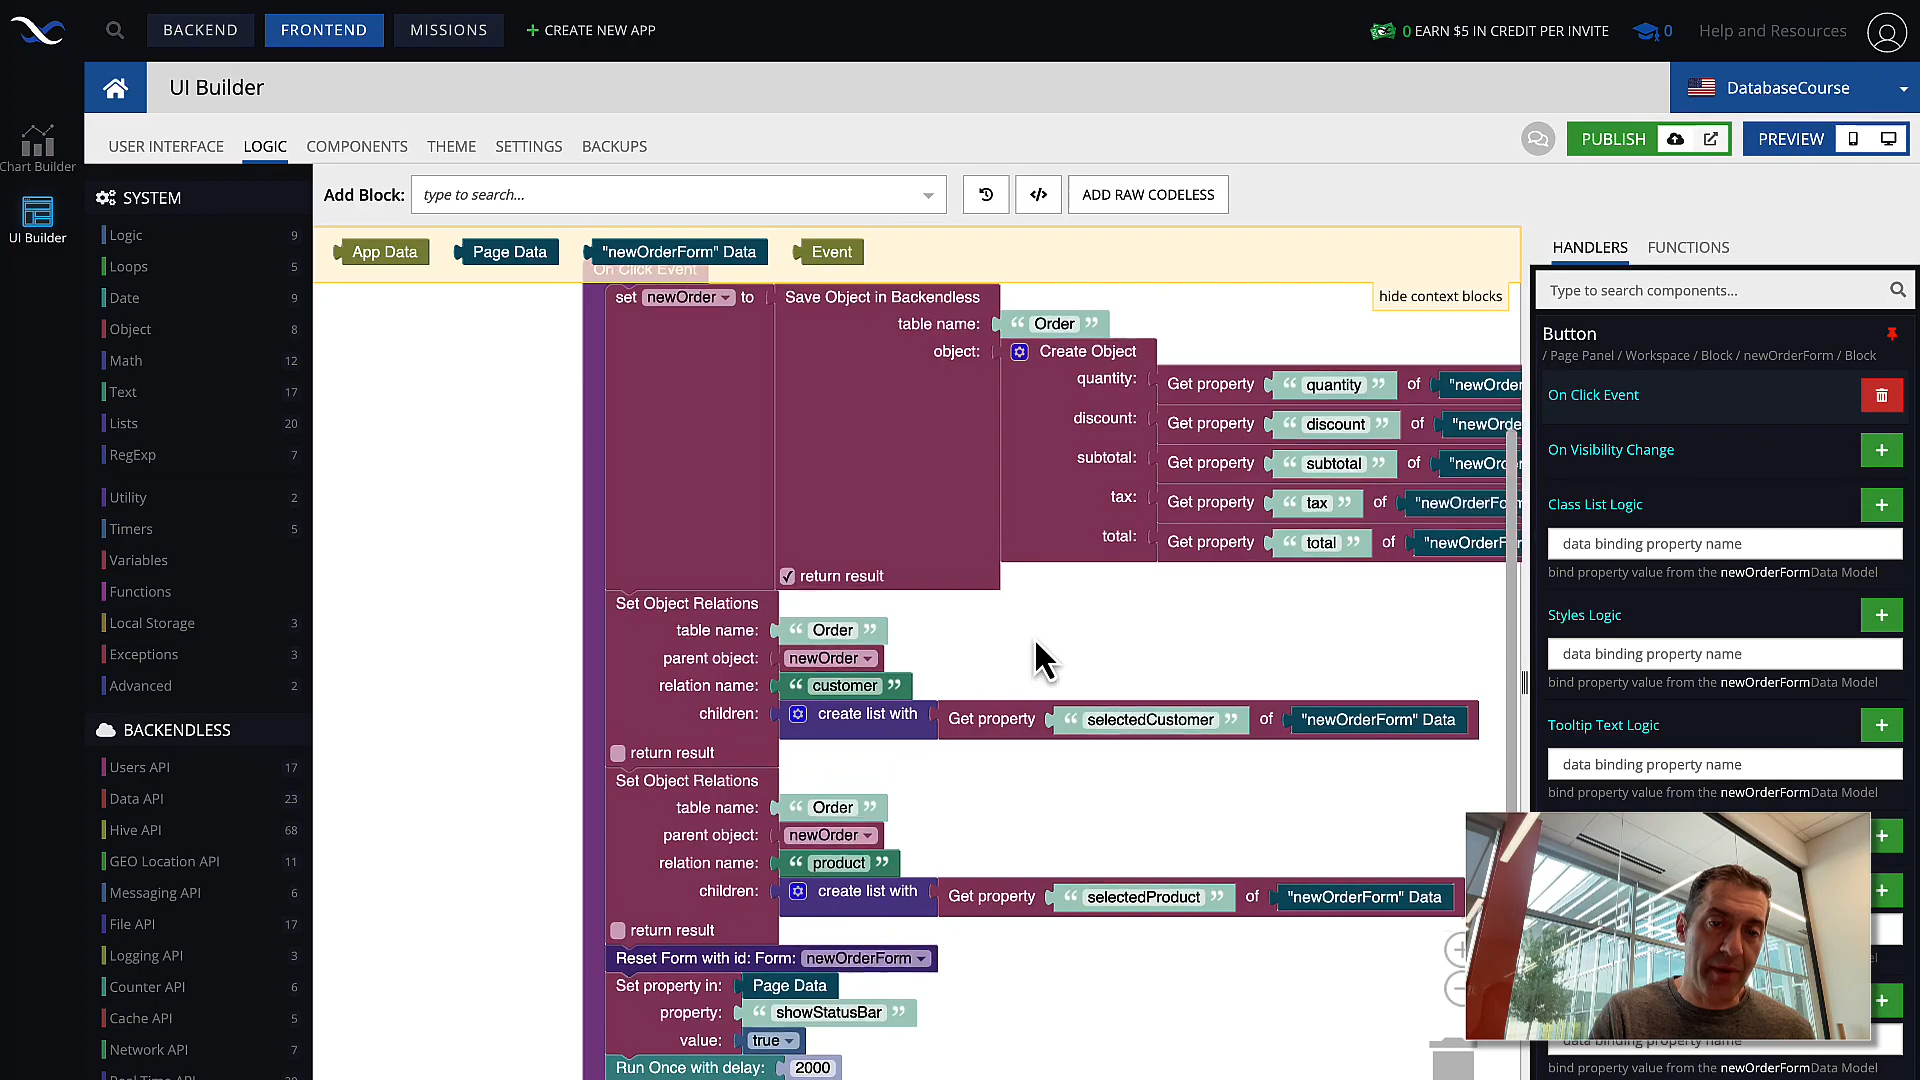 BACKEND
FRONTEND
MISSIONS
+ CREATE NEW APP
0 EARN $5 IN CREDIT PER INVITE
0
Help and Resources
UI Builder
DatabaseCourse
Chart Builder
UI Builder
USER INTERFACE
LOGIC
COMPONENTS
THEME
SETTINGS
BACKUPS
PUBLISH
PREVIEW
SYSTEM
Logic 9
Loops 5
Date 9
Object 8
Math 12
Text 17
Lists 20
RegExp 7
Utility 2
Timers 5
Variables
Functions
Local Storage 3
Exceptions 3
Advanced 2
BACKENDLESS
Users API 17
Data API 23
Hive API 68
GEO Location API 11
Messaging API 6
File API 17
Logging API 3
Counter API 6
Cache API 5
Network API 7
Add Block:
type to search...
</>
ADD RAW CODELESS
App Data
Page Data
"newOrderForm" Data
Event
hide context blocks
On Click Event
set newOrder to
Save Object in Backendless
table name: “ Order ”
object: Create Object
quantity: Get property “ quantity ” of "newOrder
discount: Get property “ discount ” of "newOrde
subtotal: Get property “ subtotal ” of "newOrd
tax: Get property “ tax ” of "newOrderForm
total: Get property “ total ” of "newOrderF
return result
Set Object Relations
table name: “ Order ”
parent object: newOrder
relation name: “ customer ”
children: create list with Get property “ selectedCustomer ” of "newOrderForm" Data
return result
Set Object Relations
table name: “ Order ”
parent object: newOrder
relation name: “ product ”
children: create list with Get property “ selectedProduct ” of "newOrderForm" Data
return result
Reset Form with id: Form: newOrderForm
Set property in: Page Data
property: “ showStatusBar ”
value: true
Run Once with delay: 2000
HANDLERS
FUNCTIONS
Type to search components...
Button
/ Page Panel / Workspace / Block / newOrderForm / Block
On Click Event
On Visibility Change
Class List Logic
data binding property name
bind property value from the newOrderFormData Model
Styles Logic
data binding property name
bind property value from the newOrderFormData Model
Tooltip Text Logic
data binding property name
bind property value from the newOrderFormData Model
data binding property name
bind property value from the newOrderFormData Model